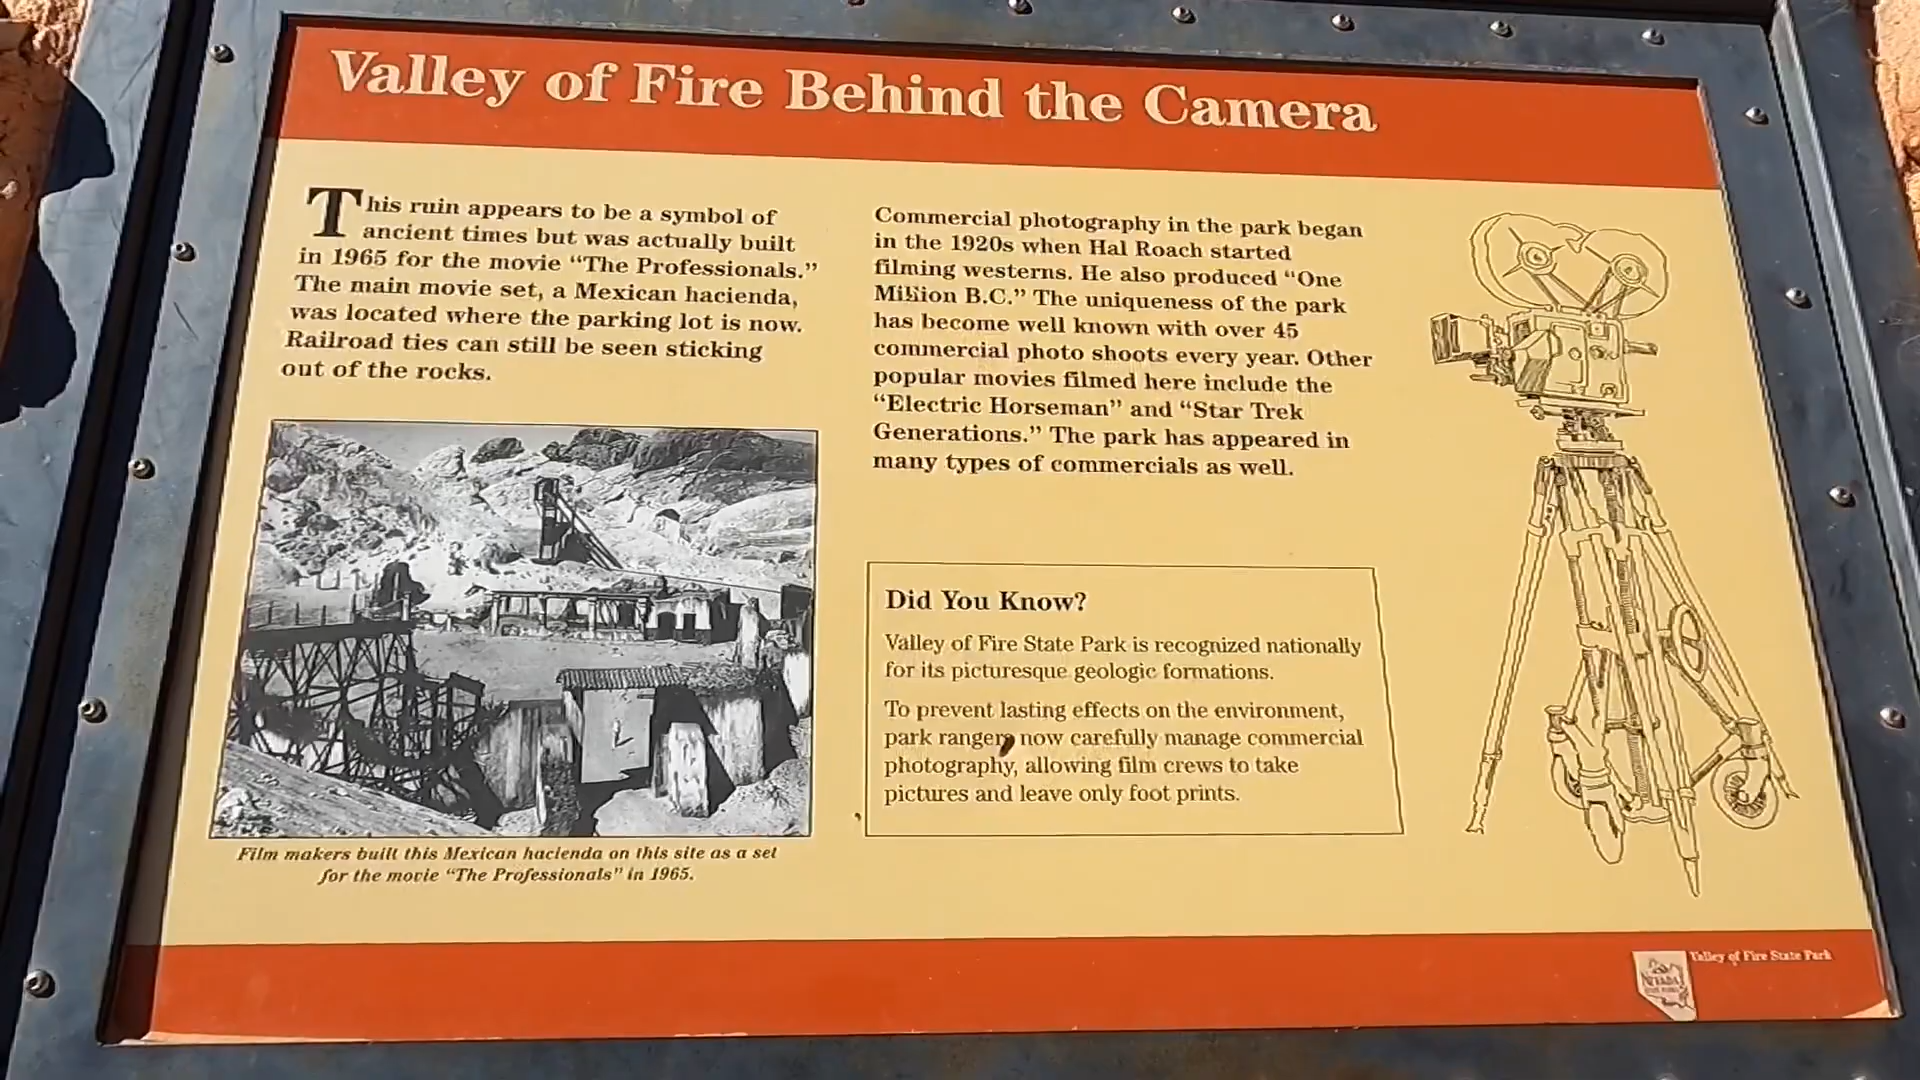 Valley of Fire Behind the Camera
This ruin appears to be a symbol of
ancient times but was actually built
in 1965 for the movie “The Professionals.”
The main movie set, a Mexican hacienda,
was located where the parking lot is now.
Railroad ties can still be seen sticking
out of the rocks.
Film makers built this Mexican hacienda on this site as a set
for the movie “The Professionals” in 1965.
Commercial photography in the park began
in the 1920s when Hal Roach started
filming westerns. He also produced “One
Million B.C.” The uniqueness of the park
has become well known with over 45
commercial photo shoots every year. Other
popular movies filmed here include the
“Electric Horseman” and “Star Trek
Generations.” The park has appeared in
many types of commercials as well.
Did You Know?
Valley of Fire State Park is recognized nationally
for its picturesque geologic formations.
To prevent lasting effects on the environment,
park rangers now carefully manage commercial
photography, allowing film crews to take
pictures and leave only foot prints.
Valley of Fire State Park
NEVADA